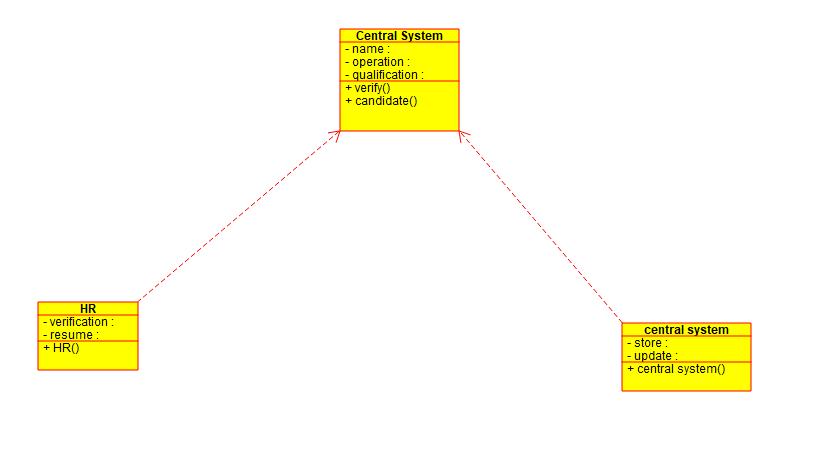 Central System
- name :
- operation :
- qualification :
+ verify()
+ candidate()
HR
- verification :
- resume :
+ HR()
central system
- store :
- update :
+ central system()